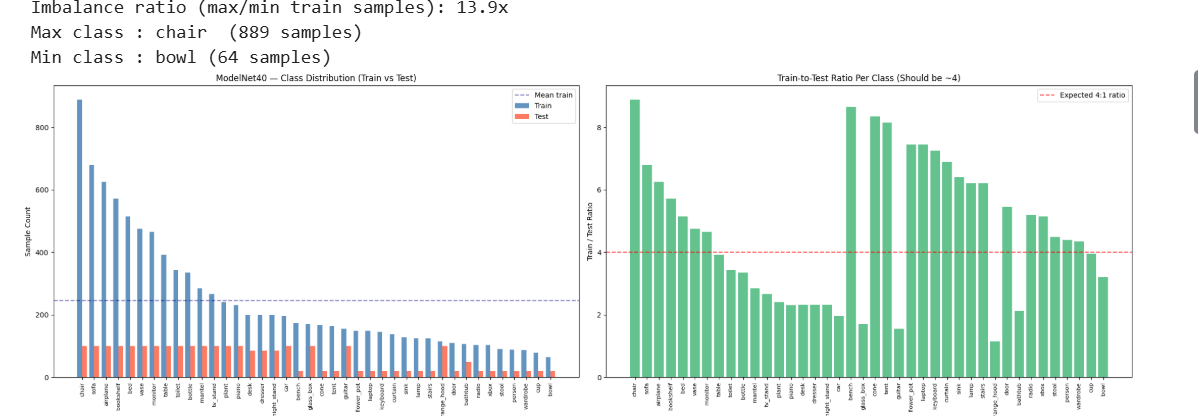 Imbalance ratio (max/min train samples): 13.9x
Max class : chair  (889 samples)
Min class : bowl (64 samples)
ModelNet40 — Class Distribution (Train vs Test)
Mean train
Train
Test
Sample Count
800
600
400
200
0
chair
sofa
airplane
bookshelf
bed
vase
monitor
table
toilet
bottle
mantel
tv_stand
plant
piano
desk
dresser
night_stand
car
bench
glass_box
cone
tent
guitar
flower_pot
laptop
keyboard
curtain
sink
lamp
stairs
range_hood
door
bathtub
radio
xbox
stool
person
wardrobe
cup
bowl
Train-to-Test Ratio Per Class (Should be ~4)
Expected 4:1 ratio
Train / Test Ratio
8
6
4
2
0
chair
sofa
airplane
bookshelf
bed
vase
monitor
table
toilet
bottle
mantel
tv_stand
plant
piano
desk
dresser
night_stand
car
bench
glass_box
cone
tent
guitar
flower_pot
laptop
keyboard
curtain
sink
lamp
stairs
range_hood
door
bathtub
radio
xbox
stool
person
wardrobe
cup
bowl